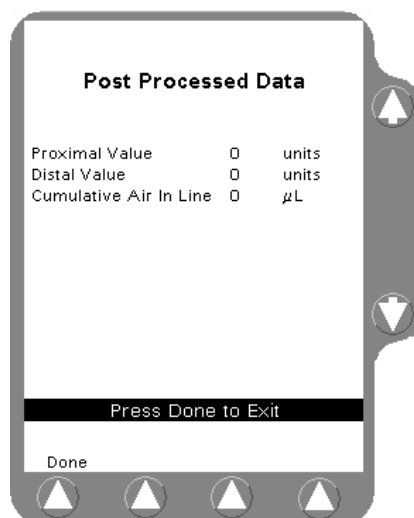 Post Processed Data
Proximal Value 0 units
Distal Value 0 units
Cumulative Air In Line 0 µL
Press Done to Exit
Done